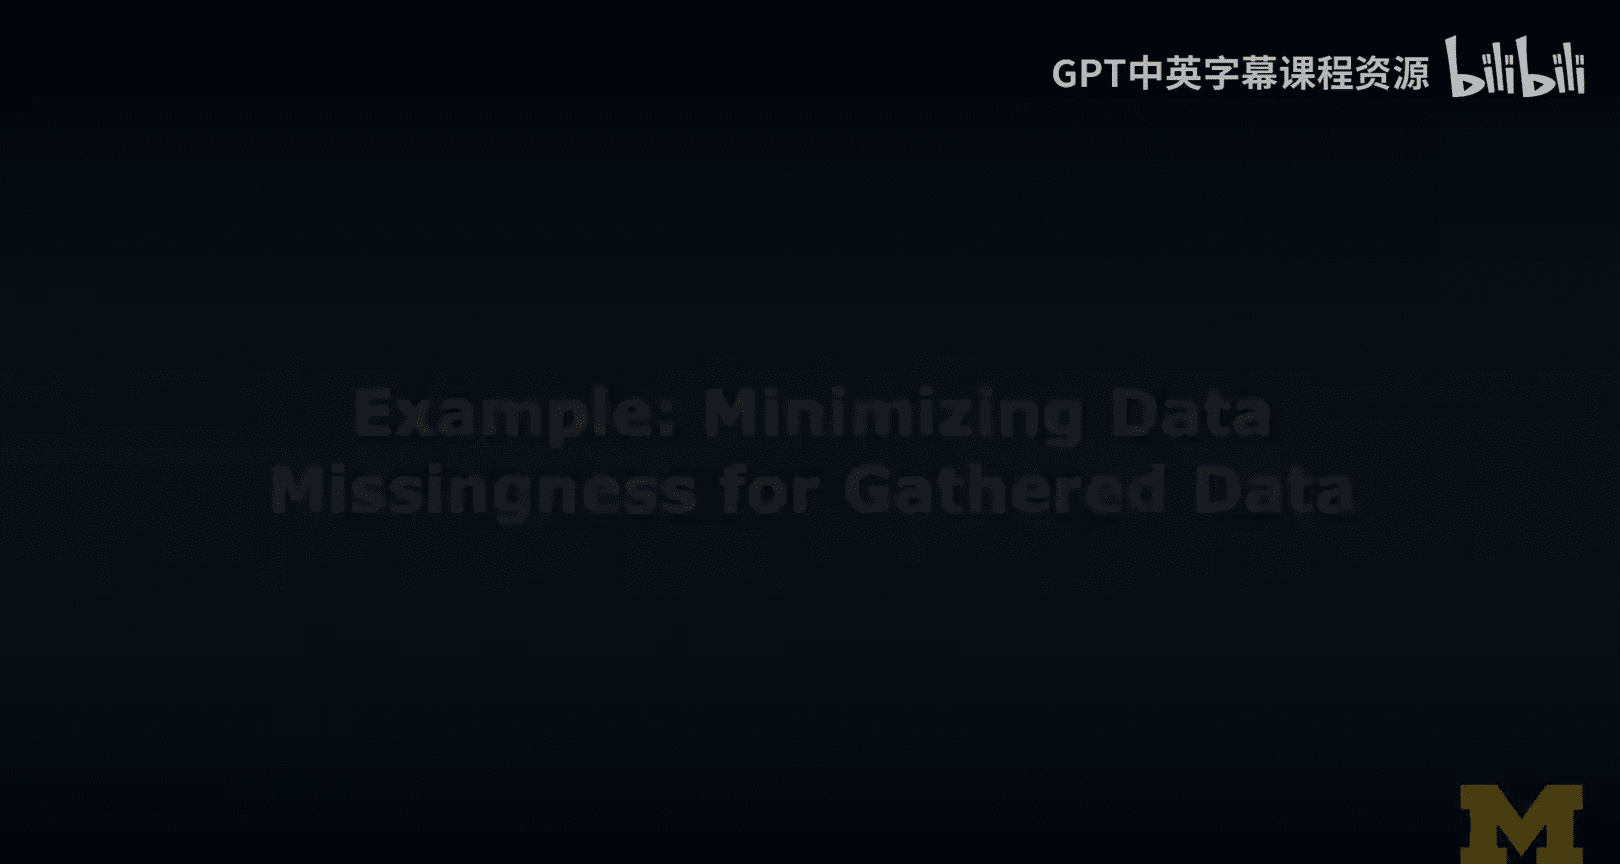 GPT中英字幕课程资源 bilibili
Example: Minimizing Data
Missingness for Gathered Data
M